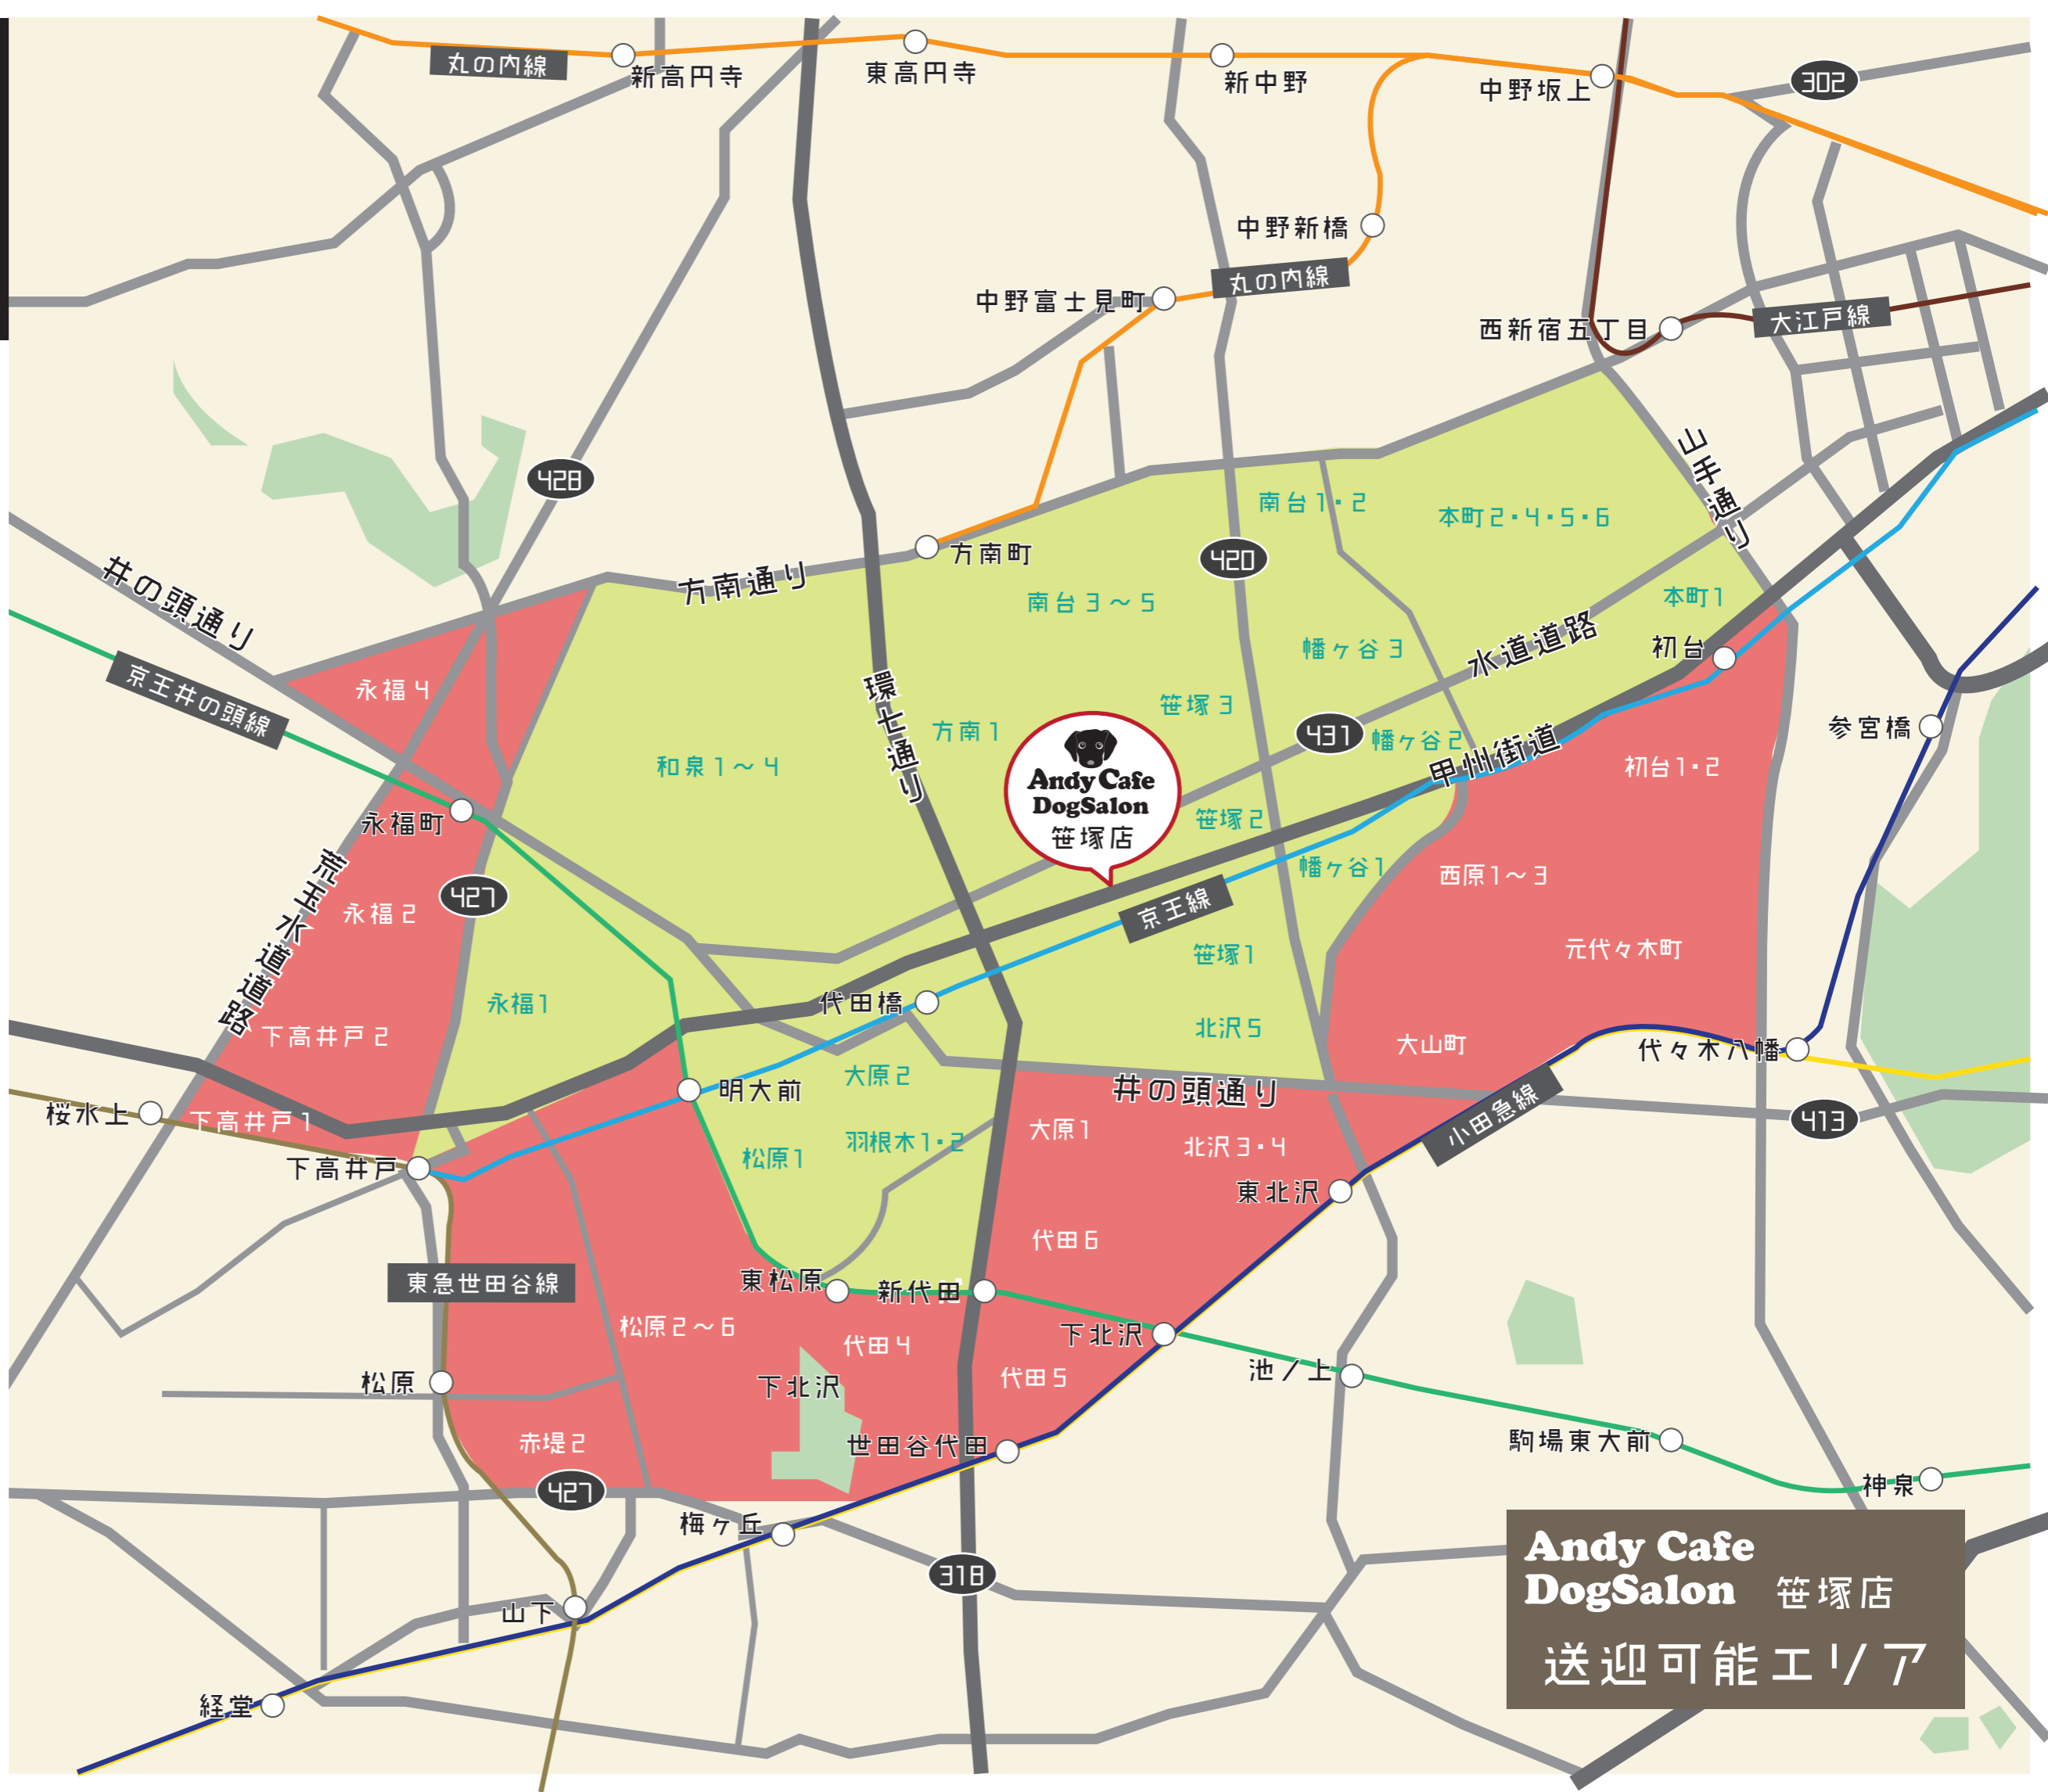 丸の内線
新高円寺
東高円寺
新中野
中野坂上
302
中野新橋
丸の内線
中野富士見町
西新宿五丁目
大江戸線
山手通り
428
南台1・2
本町2・4・5・6
420
方南町
方南通り
井の頭通り
南台3～5
本町1
京王井の頭線
永福4
幡ヶ谷3
水道道路
初台
環七通り
笹塚3
方南1
431
幡ヶ谷2
甲州街道
参宮橋
和泉1～4
初台1・2
Andy Cafe
DogSalon
笹塚店
永福町
笹塚2
荒玉水道道路
427
幡ヶ谷1
西原1～3
永福2
京王線
笹塚1
元代々木町
永福1
代田橋
下高井戸2
北沢5
大山町
代々木八幡
大原2
明大前
井の頭通り
桜水上
下高井戸1
413
小田急線
大原1
羽根木1・2
北沢3・4
松原1
下高井戸
東北沢
代田6
東急世田谷線
東松原
新代田
松原2～6
下北沢
代田4
池ノ上
代田5
松原
下北沢
赤堤2
世田谷代田
駒場東大前
神泉
427
梅ヶ丘
318
山下
経堂
Andy Cafe
DogSalon 笹塚店
送迎可能エリア